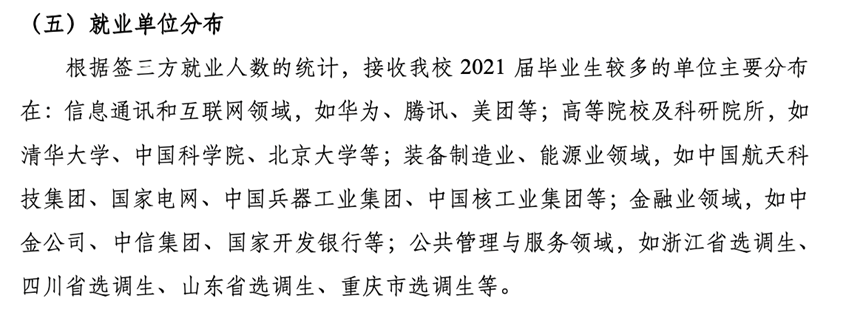 （五）就业单位分布
根据签三方就业人数的统计，接收我校 2021 届毕业生较多的单位主要分布
在：信息通讯和互联网领域，如华为、腾讯、美团等；高等院校及科研院所，如
清华大学、中国科学院、北京大学等；装备制造业、能源业领域，如中国航天科
技集团、国家电网、中国兵器工业集团、中国核工业集团等；金融业领域，如中
金公司、中信集团、国家开发银行等；公共管理与服务领域，如浙江省选调生、
四川省选调生、山东省选调生、重庆市选调生等。